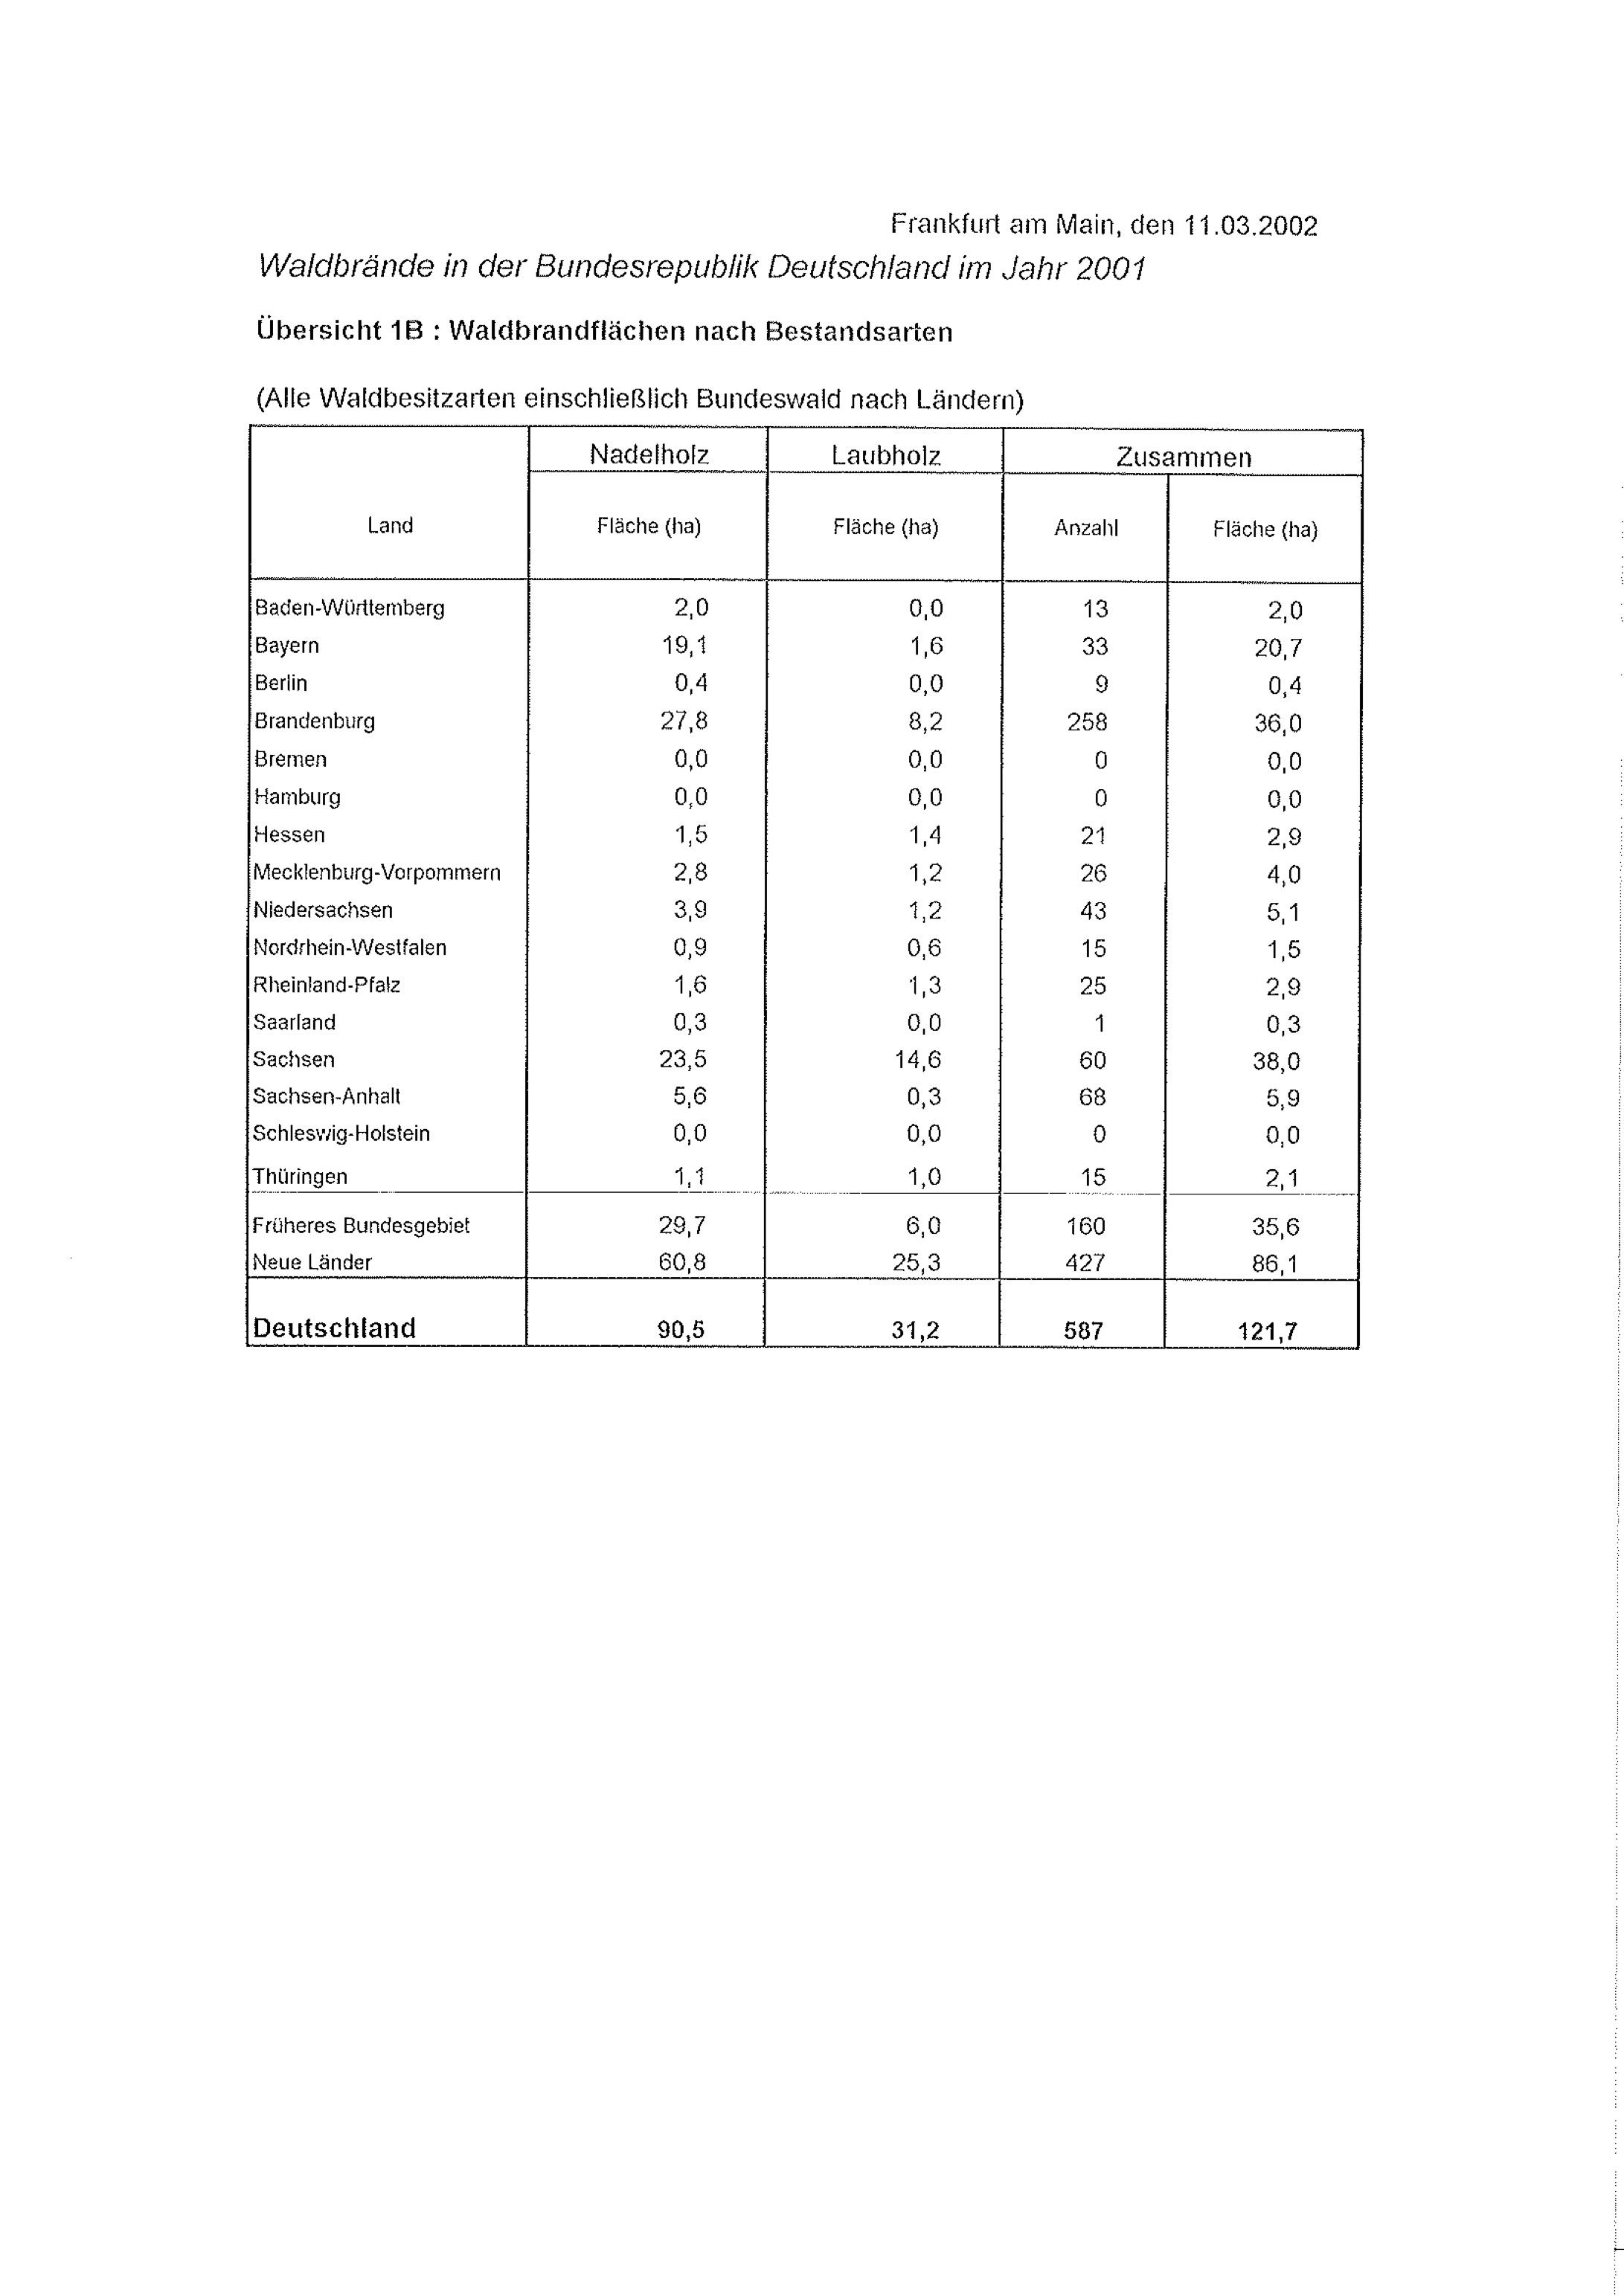 Frankfurt am Main, den 11.03.2002
Waldbrände in der Bundesrepublik Deutschland im Jahr 2001
Übersicht 1B : Waldbrandflächen nach Bestandsarten
(Alle Waldbesitzarten einschließlich Bundeswald nach Ländern)
Nadelholz Laubholz Zusammen
Land Fläche (ha) Fläche (ha) Anzahl Fläche (ha)
Baden-Württemberg 2,0 0,0 13 2,0
Bayern 19,1 1,6 33 20,7
Berlin 0,4 0,0 9 0,4
Brandenburg 27,8 8,2 258 36,0
Bremen 0,0 0,0 0 0,0
Hamburg 0,0 0,0 0 0,0
Hessen 1,5 1,4 21 2,9
Mecklenburg-Vorpommern 2,8 1,2 26 4,0
Niedersachsen 3,9 1,2 43 5,1
Nordrhein-Westfalen 0,9 0,6 15 1,5
Rheinland-Pfalz 1,6 1,3 25 2,9
Saarland 0,3 0,0 1 0,3
Sachsen 23,5 14,6 60 38,0
Sachsen-Anhalt 5,6 0,3 68 5,9
Schleswig-Holstein 0,0 0,0 0 0,0
Thüringen 1,1 1,0 15 2,1
Früheres Bundesgebiet 29,7 6,0 160 35,6
Neue Länder 60,8 25,3 427 86,1
Deutschland 90,5 31,2 587 121,7